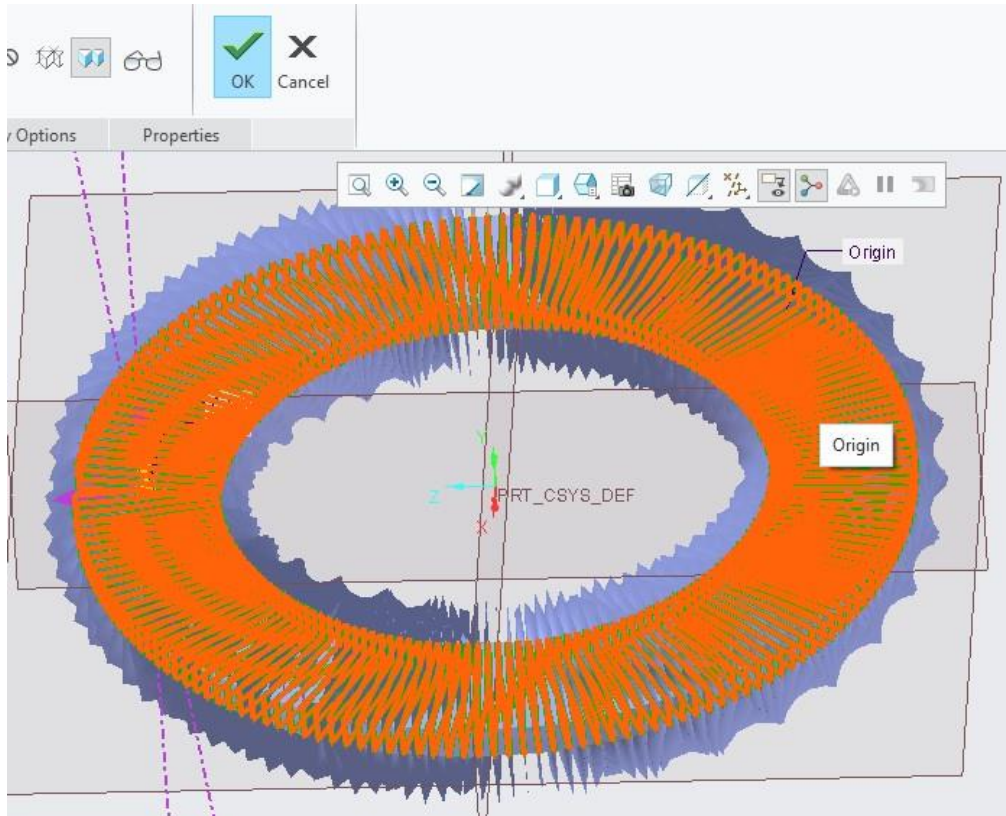 OK
Cancel
Options
Properties
Origin
Origin
Y
Z
PRT_CSYS_DEF
X